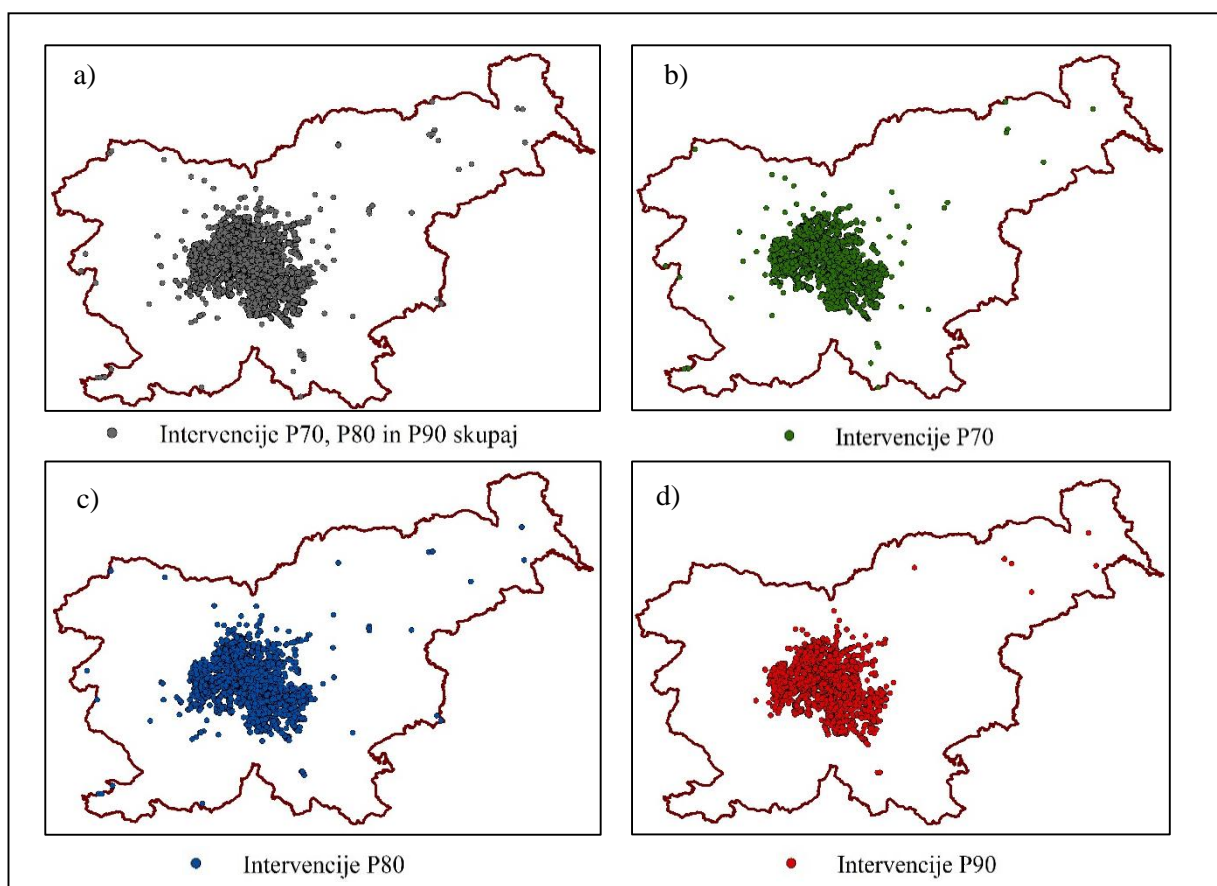 a)
b)
Intervencije P70, P80 in P90 skupaj
Intervencije P70
c)
d)
Intervencije P80
Intervencije P90